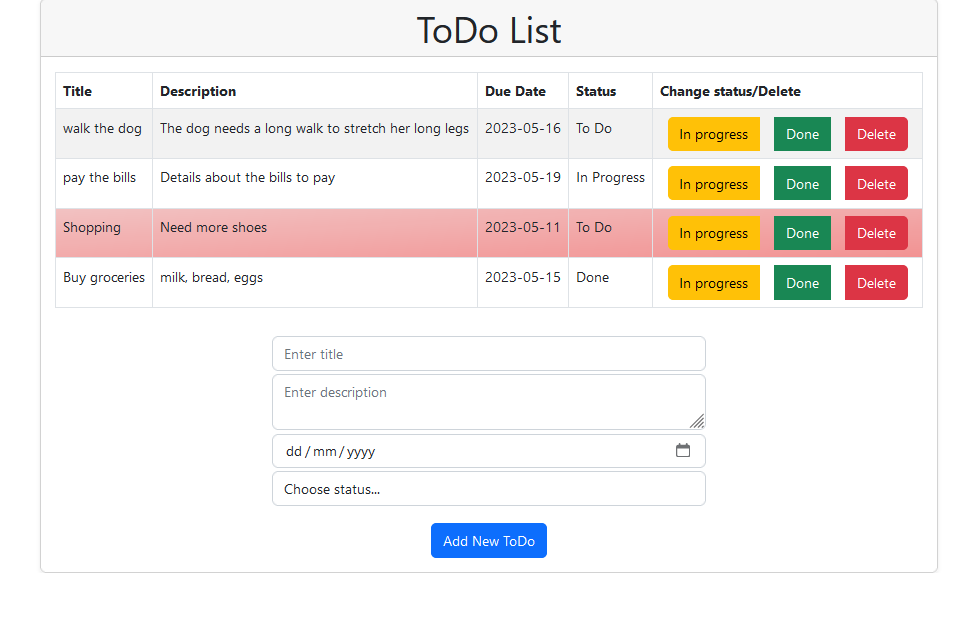 ToDo List
Title Description Due Date Status Change status/Delete
walk the dog The dog needs a long walk to stretch her long legs 2023-05-16 To Do In progress Done Delete
pay the bills Details about the bills to pay 2023-05-19 In Progress In progress Done Delete
Shopping Need more shoes 2023-05-11 To Do In progress Done Delete
Buy groceries milk, bread, eggs 2023-05-15 Done In progress Done Delete
Enter title
Enter description
dd/mm/yyyy
Choose status...
Add New ToDo